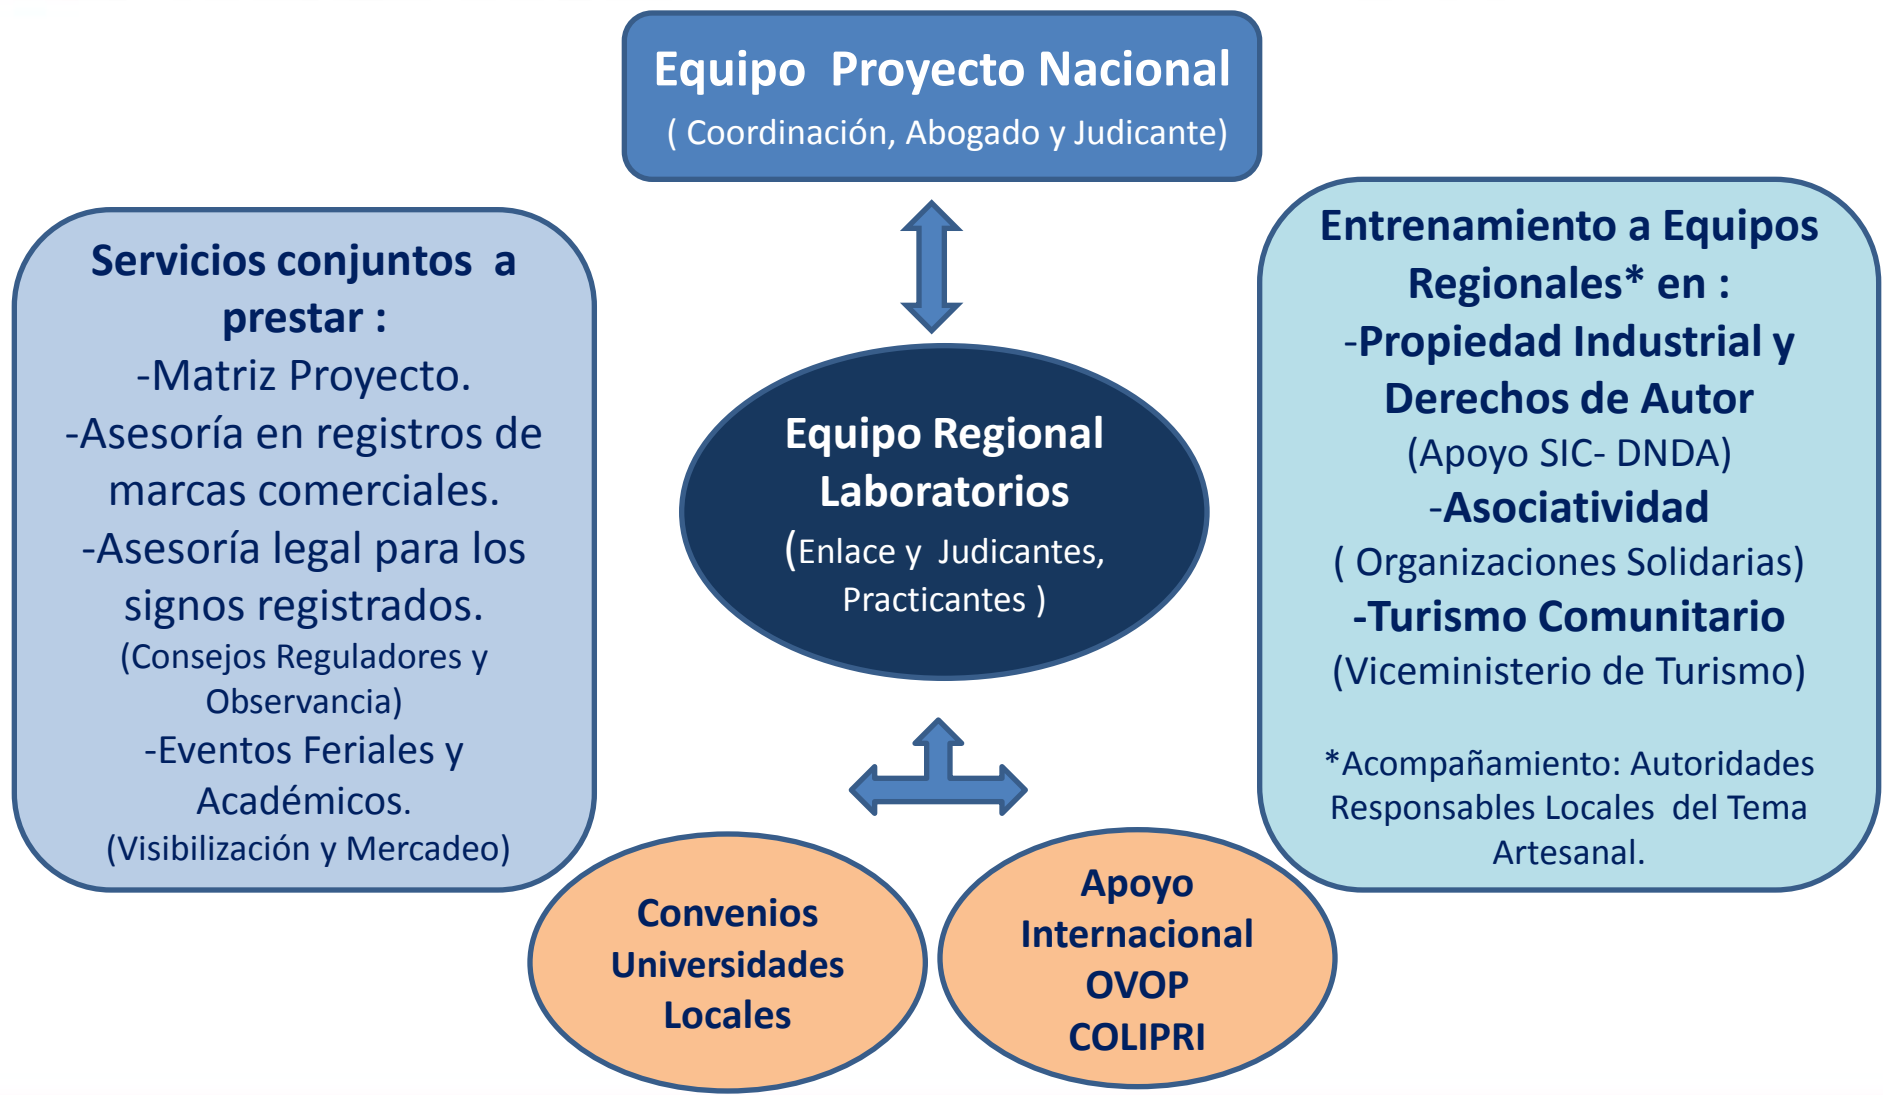 Equipo Proyecto Nacional
( Coordinación, Abogado y Judicante)
Servicios conjuntos a
prestar :
-Matriz Proyecto.
-Asesoría en registros de
marcas comerciales.
-Asesoría legal para los
signos registrados.
(Consejos Reguladores y
Observancia)
-Eventos Feriales y
Académicos.
(Visibilización y Mercadeo)
Equipo Regional
Laboratorios
(Enlace y Judicantes,
Practicantes )
Entrenamiento a Equipos
Regionales* en :
-Propiedad Industrial y
Derechos de Autor
(Apoyo SIC- DNDA)
-Asociatividad
( Organizaciones Solidarias)
-Turismo Comunitario
(Viceministerio de Turismo)
*Acompañamiento: Autoridades
Responsables Locales del Tema
Artesanal.
Convenios
Universidades
Locales
Apoyo
Internacional
OVOP
COLIPRI